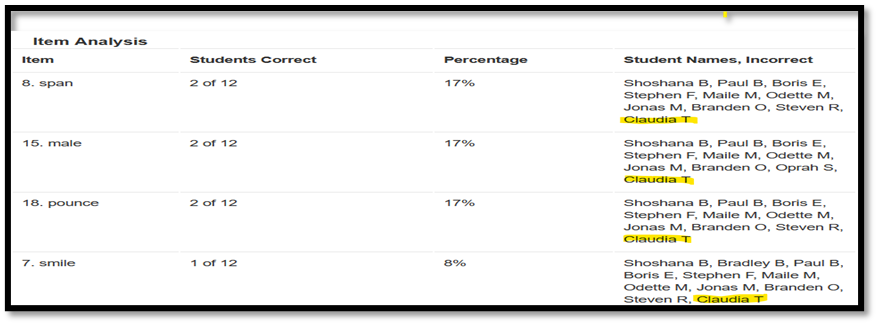 Item Analysis
Item Students Correct Percentage Student Names, Incorrect
8. span 2 of 12 17% Shoshana B, Paul B, Boris E,
Stephen F, Maile M, Odette M,
Jonas M, Branden O, Steven R,
Claudia T
15. male 2 of 12 17% Shoshana B, Paul B, Boris E,
Stephen F, Maile M, Odette M,
Jonas M, Branden O, Oprah S,
Claudia T
18. pounce 2 of 12 17% Shoshana B, Paul B, Boris E,
Stephen F, Maile M, Odette M,
Jonas M, Branden O, Steven R,
Claudia T
7. smile 1 of 12 8% Shoshana B, Bradley B, Paul B,
Boris E, Stephen F, Maile M,
Odette M, Jonas M, Branden O,
Steven R, Claudia T